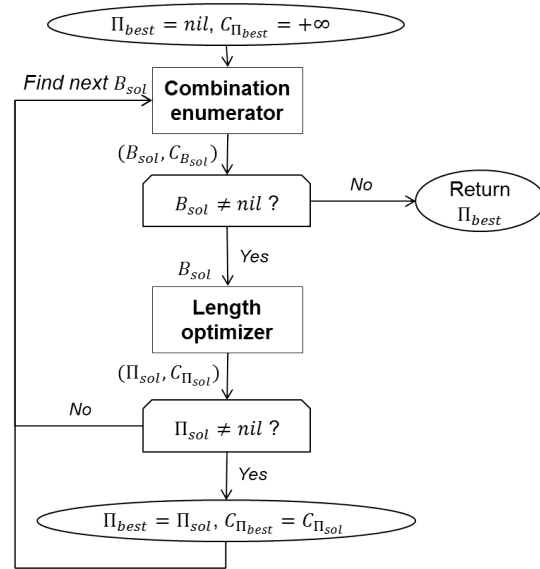 Π_best = nil, C_Π_best = +∞
Find next B_sol
Combination
enumerator
(B_sol, C_B_sol)
B_sol ≠ nil ?
No
Return
Π_best
Yes
B_sol
Length
optimizer
(Π_sol, C_Π_sol)
No
Π_sol ≠ nil ?
Yes
Π_best = Π_sol, C_Π_best = C_Π_sol